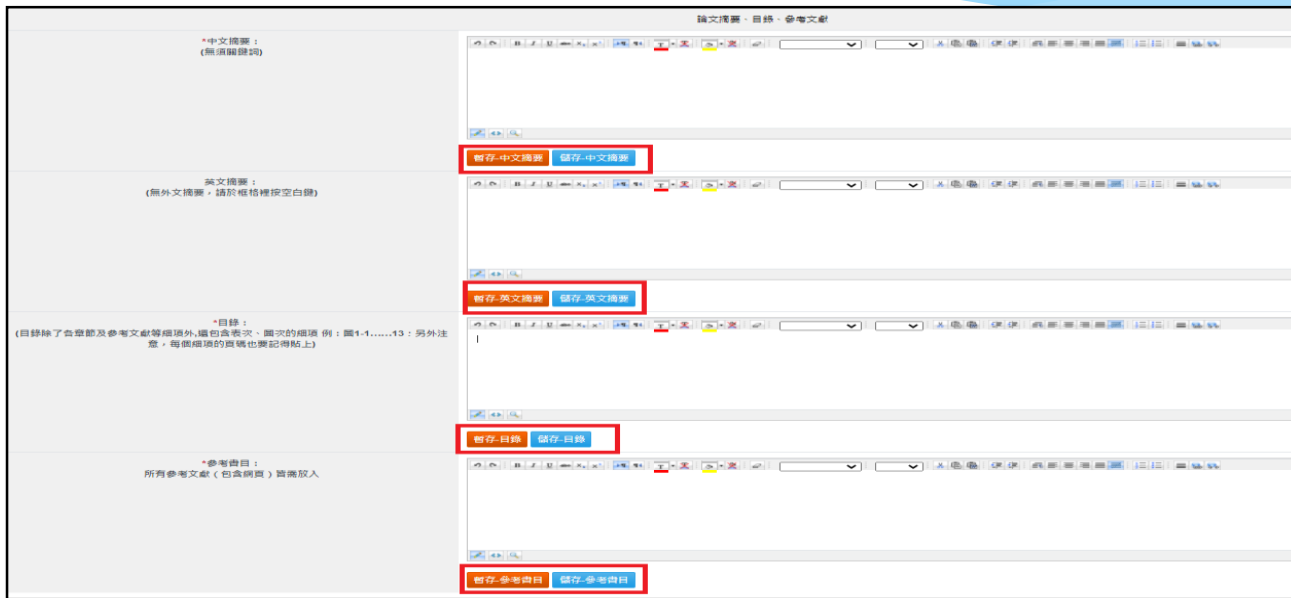 論文摘要、目錄、參考文獻
*中文摘要：
(無須關鍵詞)
暫存-中文摘要 儲存-中文摘要
英文摘要：
(無外文摘要，請於框格裡按空白鍵)
暫存-英文摘要 儲存-英文摘要
*目錄：
(目錄除了各章節及參考文獻等細項外,還包含表次、圖次的細項 例：圖1-1......13：另外注
意，每個細項的頁碼也要記得貼上)
暫存-目錄 儲存-目錄
*參考書目：
所有參考文獻 ( 包含網頁 ) 皆需放入
暫存-參考書目 儲存-參考書目